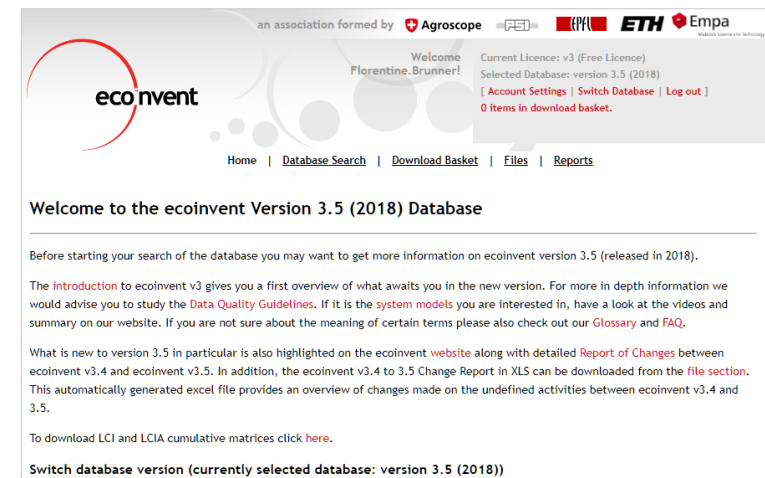 an association formed by Agroscope EPFL ETH Empa
Materials Science and Technology
Welcome
Florentine.Brunner!
Current Licence: v3 (Free Licence)
Selected Database: version 3.5 (2018)
[ Account Settings | Switch Database | Log out ]
0 items in download basket.
ecoinvent
Home | Database Search | Download Basket | Files | Reports
Welcome to the ecoinvent Version 3.5 (2018) Database
Before starting your search of the database you may want to get more information on ecoinvent version 3.5 (released in 2018).
The introduction to ecoinvent v3 gives you a first overview of what awaits you in the new version. For more in depth information we
would advise you to study the Data Quality Guidelines. If it is the system models you are interested in, have a look at the videos and
summary on our website. If you are not sure about the meaning of certain terms please also check out our Glossary and FAQ.
What is new to version 3.5 in particular is also highlighted on the ecoinvent website along with detailed Report of Changes between
ecoinvent v3.4 and ecoinvent v3.5. In addition, the ecoinvent v3.4 to 3.5 Change Report in XLS can be downloaded from the file section.
This automatically generated excel file provides an overview of changes made on the undefined activities between ecoinvent v3.4 and
3.5.
To download LCI and LCIA cumulative matrices click here.
Switch database version (currently selected database: version 3.5 (2018))